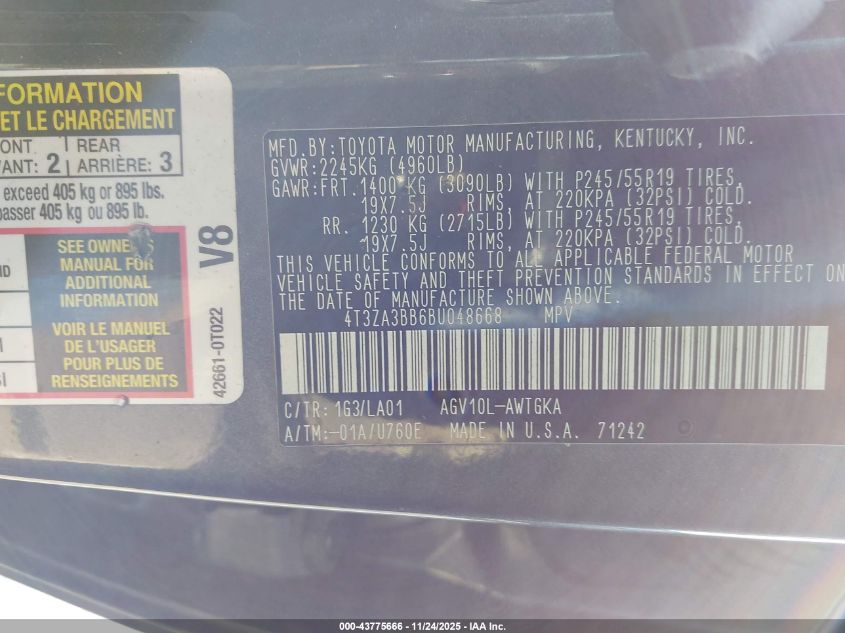 FORMATION
ET LE CHARGEMENT
ONT REAR
VANT: 2 ARRIÈRE: 3
exceed 405 kg or 895 lbs.
passer 405 kg ou 895 lb.
SEE OWNERS
MANUAL FOR
ADDITIONAL
INFORMATION
VOIR LE MANUEL
DE L'USAGER
POUR PLUS DE
RENSEIGNEMENTS
V8
42661-0T022
MFD.BY:TOYOTA MOTOR MANUFACTURING, KENTUCKY, INC.
GVWR:2245KG (4960LB)
GAWR:FRT.1400 KG (3090LB) WITH P245/55R19 TIRES,
19X7.5J RIMS, AT 220KPA (32PSI) COLD.
RR. 1230 KG (2715LB) WITH P245/55R19 TIRES,
19X7.5J RIMS, AT 220KPA (32PSI) COLD.
THIS VEHICLE CONFORMS TO ALL APPLICABLE FEDERAL MOTOR
VEHICLE SAFETY AND THEFT PREVENTION STANDARDS IN EFFECT ON
THE DATE OF MANUFACTURE SHOWN ABOVE.
4T3ZA3BB6BU048668 MPV
C/TR: 1G3/LA01 AGV10L-AWTGKA
A/TM:-01A/U760E MADE IN U.S.A. 71242
000-43775666 - 11/24/2025 - IAA Inc.